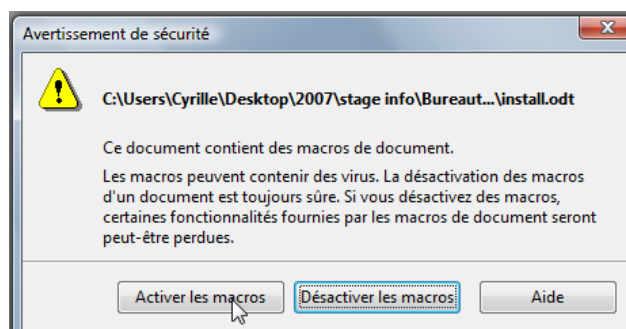 Avertissement de sécurité
C:\Users\Cyrille\Desktop\2007\stage info\Bureaut...\install.odt
Ce document contient des macros de document.
Les macros peuvent contenir des virus. La désactivation des macros
d'un document est toujours sûre. Si vous désactivez des macros,
certaines fonctionnalités fournies par les macros de document seront
peut-être perdues.
Activer les macros Désactiver les macros Aide